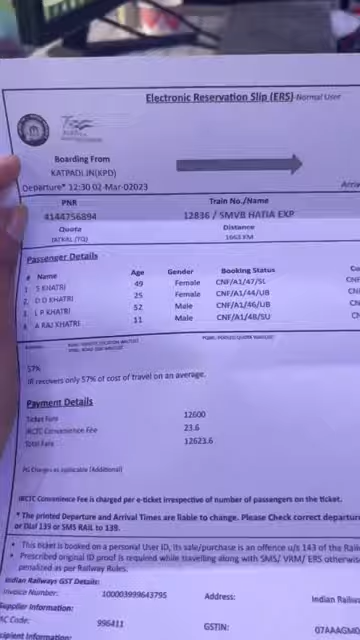 Electronic Reservation Slip (ERS)-Normal User
Boarding From
KATPADI JN(KPD)
Departure* 12:30 02-Mar-02023
PNR Train No./Name
4144756894 12836 / SMVB HATIA EXP
Quota Distance
TATKAL (TQ) 1663 KM
Passenger Details
# Name Age Gender Booking Status
1. S KHATRI 49 Female CNF/A1/47/SL
2. D D KHATRI 25 Female CNF/A1/44/UB
3. L P KHATRI 52 Male CNF/A1/46/UB
4. A RAJ KHATRI 11 Male CNF/A1/48/SU
57%
IR recovers only 57% of cost of travel on an average.
Payment Details
Ticket Fare 12600
IRCTC Convenience Fee 23.6
Total Fare 12623.6
PG Charges as applicable (Additional)
IRCTC Convenience Fee is charged per e-ticket irrespective of number of passengers on the ticket.
* The printed Departure and Arrival Times are liable to change. Please Check correct departur
or Dial 139 or SMS RAIL to 139.
• This ticket is booked on a personal User ID, its sale/purchase is an offence u/s 143 of the Rail
• Prescribed original ID proof is required while travelling along with SMS/ VRM/ ERS otherwise
penalized as per Railway Rules.
Indian Railways GST Details:
Invoice Number: 100003999643795 Address: Indian Railw
Supplier Information:
AC Code: 996411 GSTIN: 07AAAGM
cipient Information: